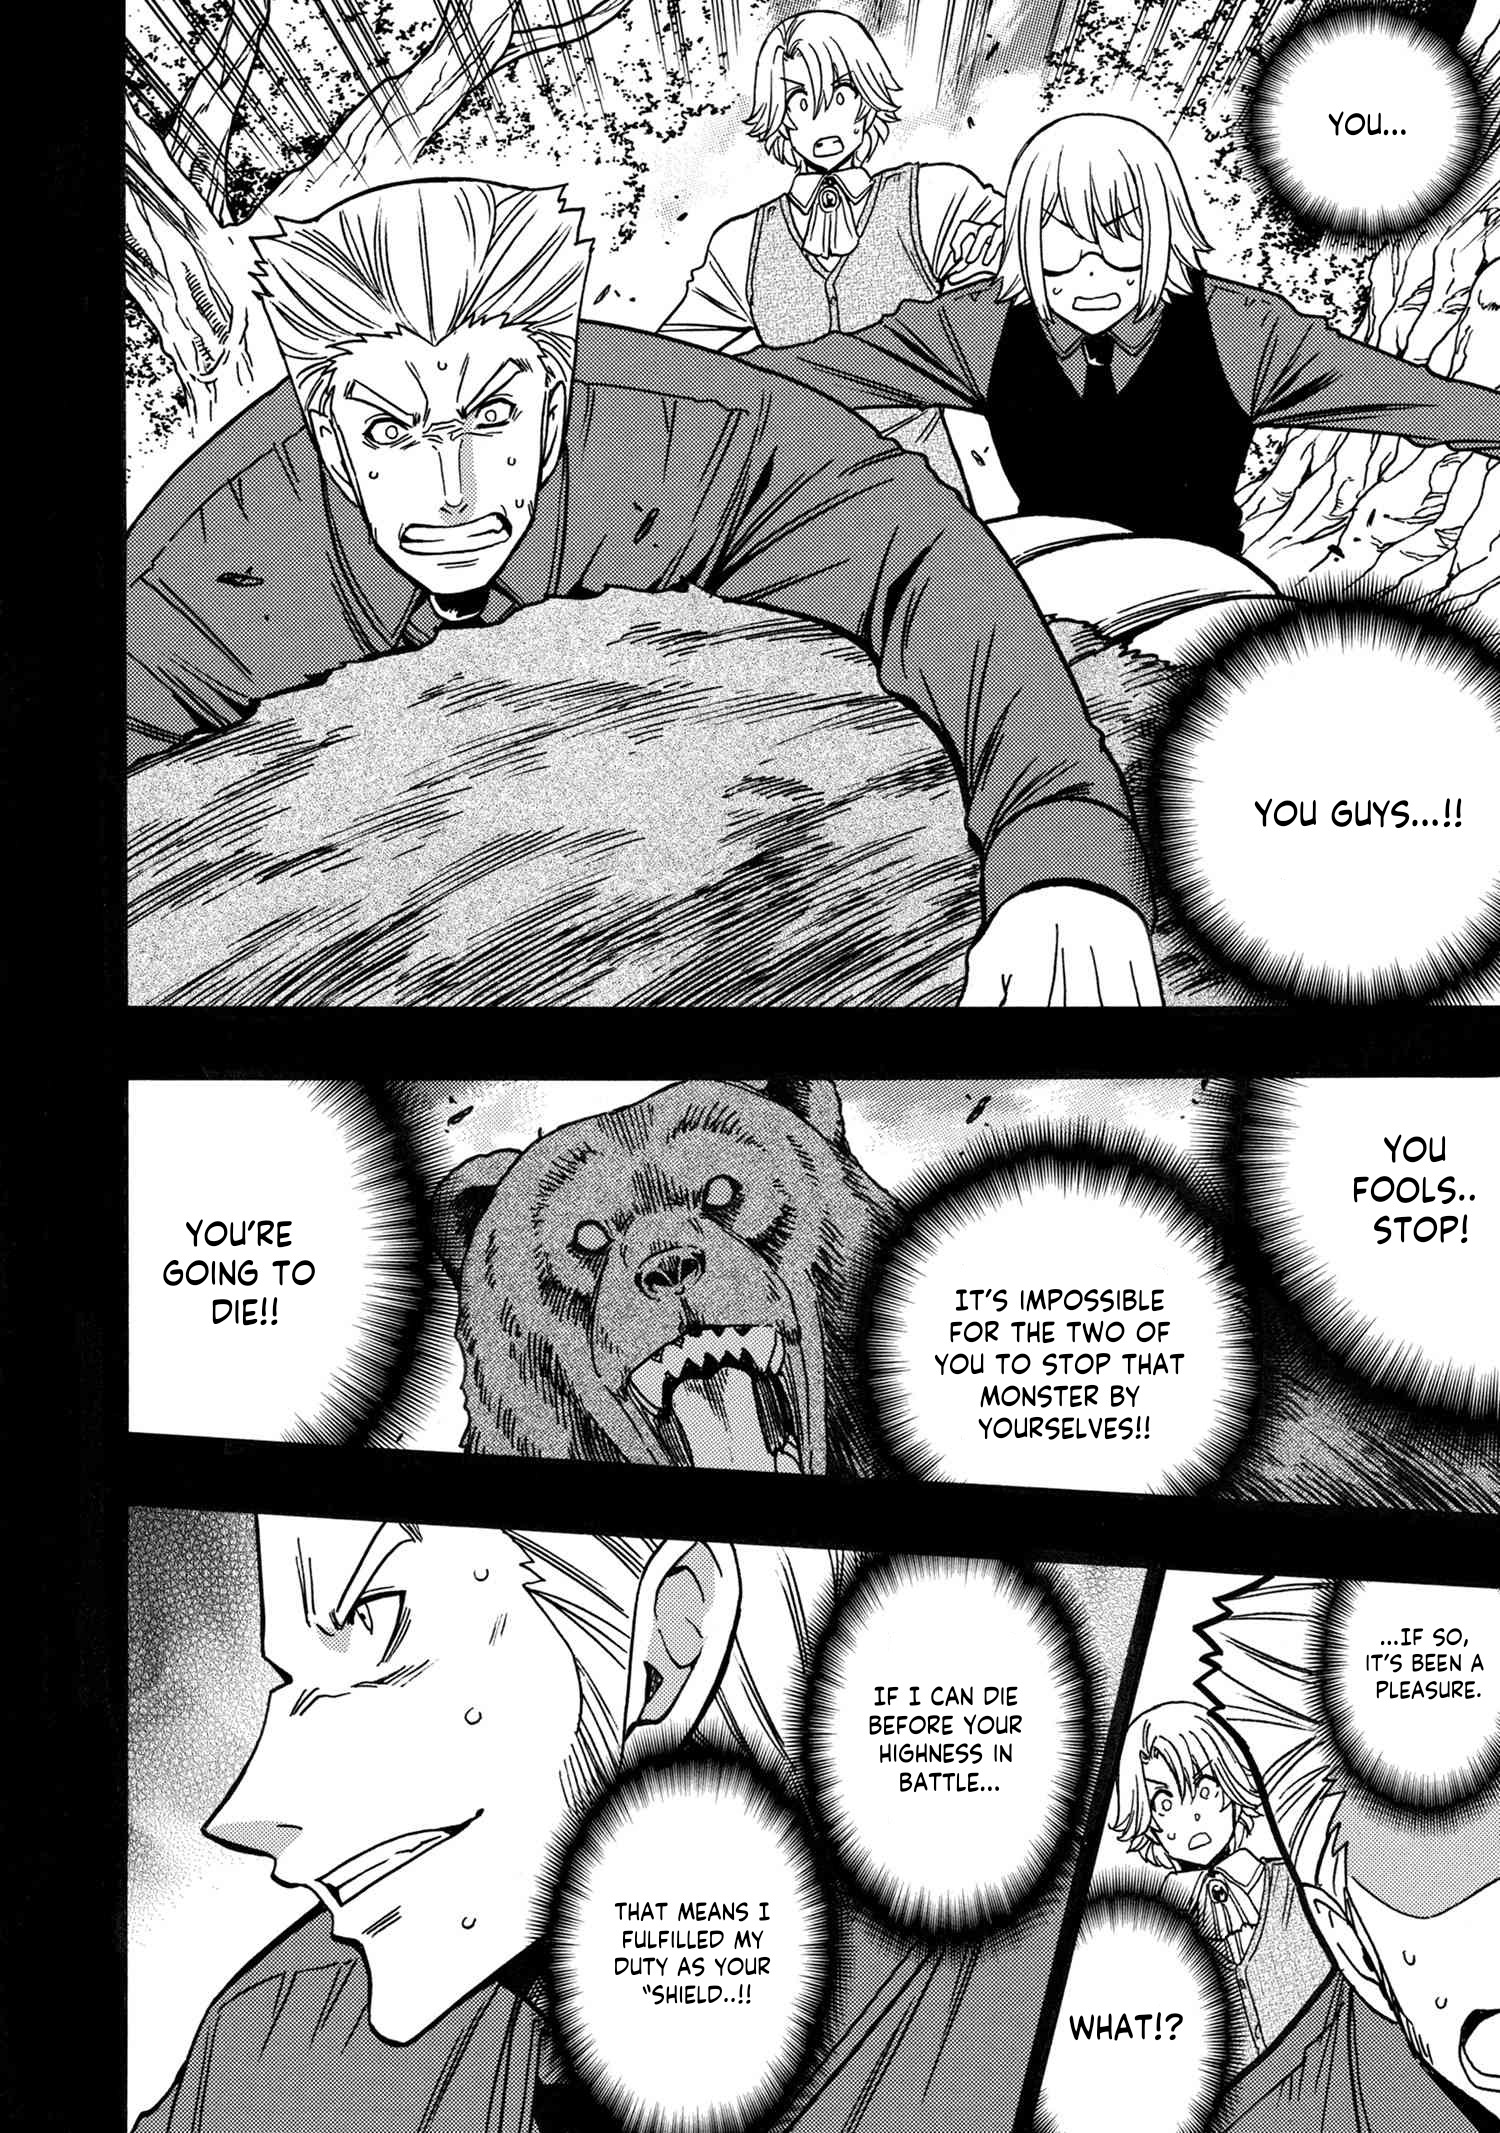 YOU...
YOU GUYS...!!
YOU
FOOLS..
STOP!
IT'S IMPOSSIBLE
FOR THE TWO OF
YOU TO STOP THAT
MONSTER BY
YOURSELVES!!
YOU'RE
GOING TO
DIE!!
...IF SO,
IT'S BEEN A
PLEASURE.
WHAT!?
IF I CAN DIE
BEFORE YOUR
HIGHNESS IN
BATTLE...
THAT MEANS I
FULFILLED MY
DUTY AS YOUR
"SHIELD..!!